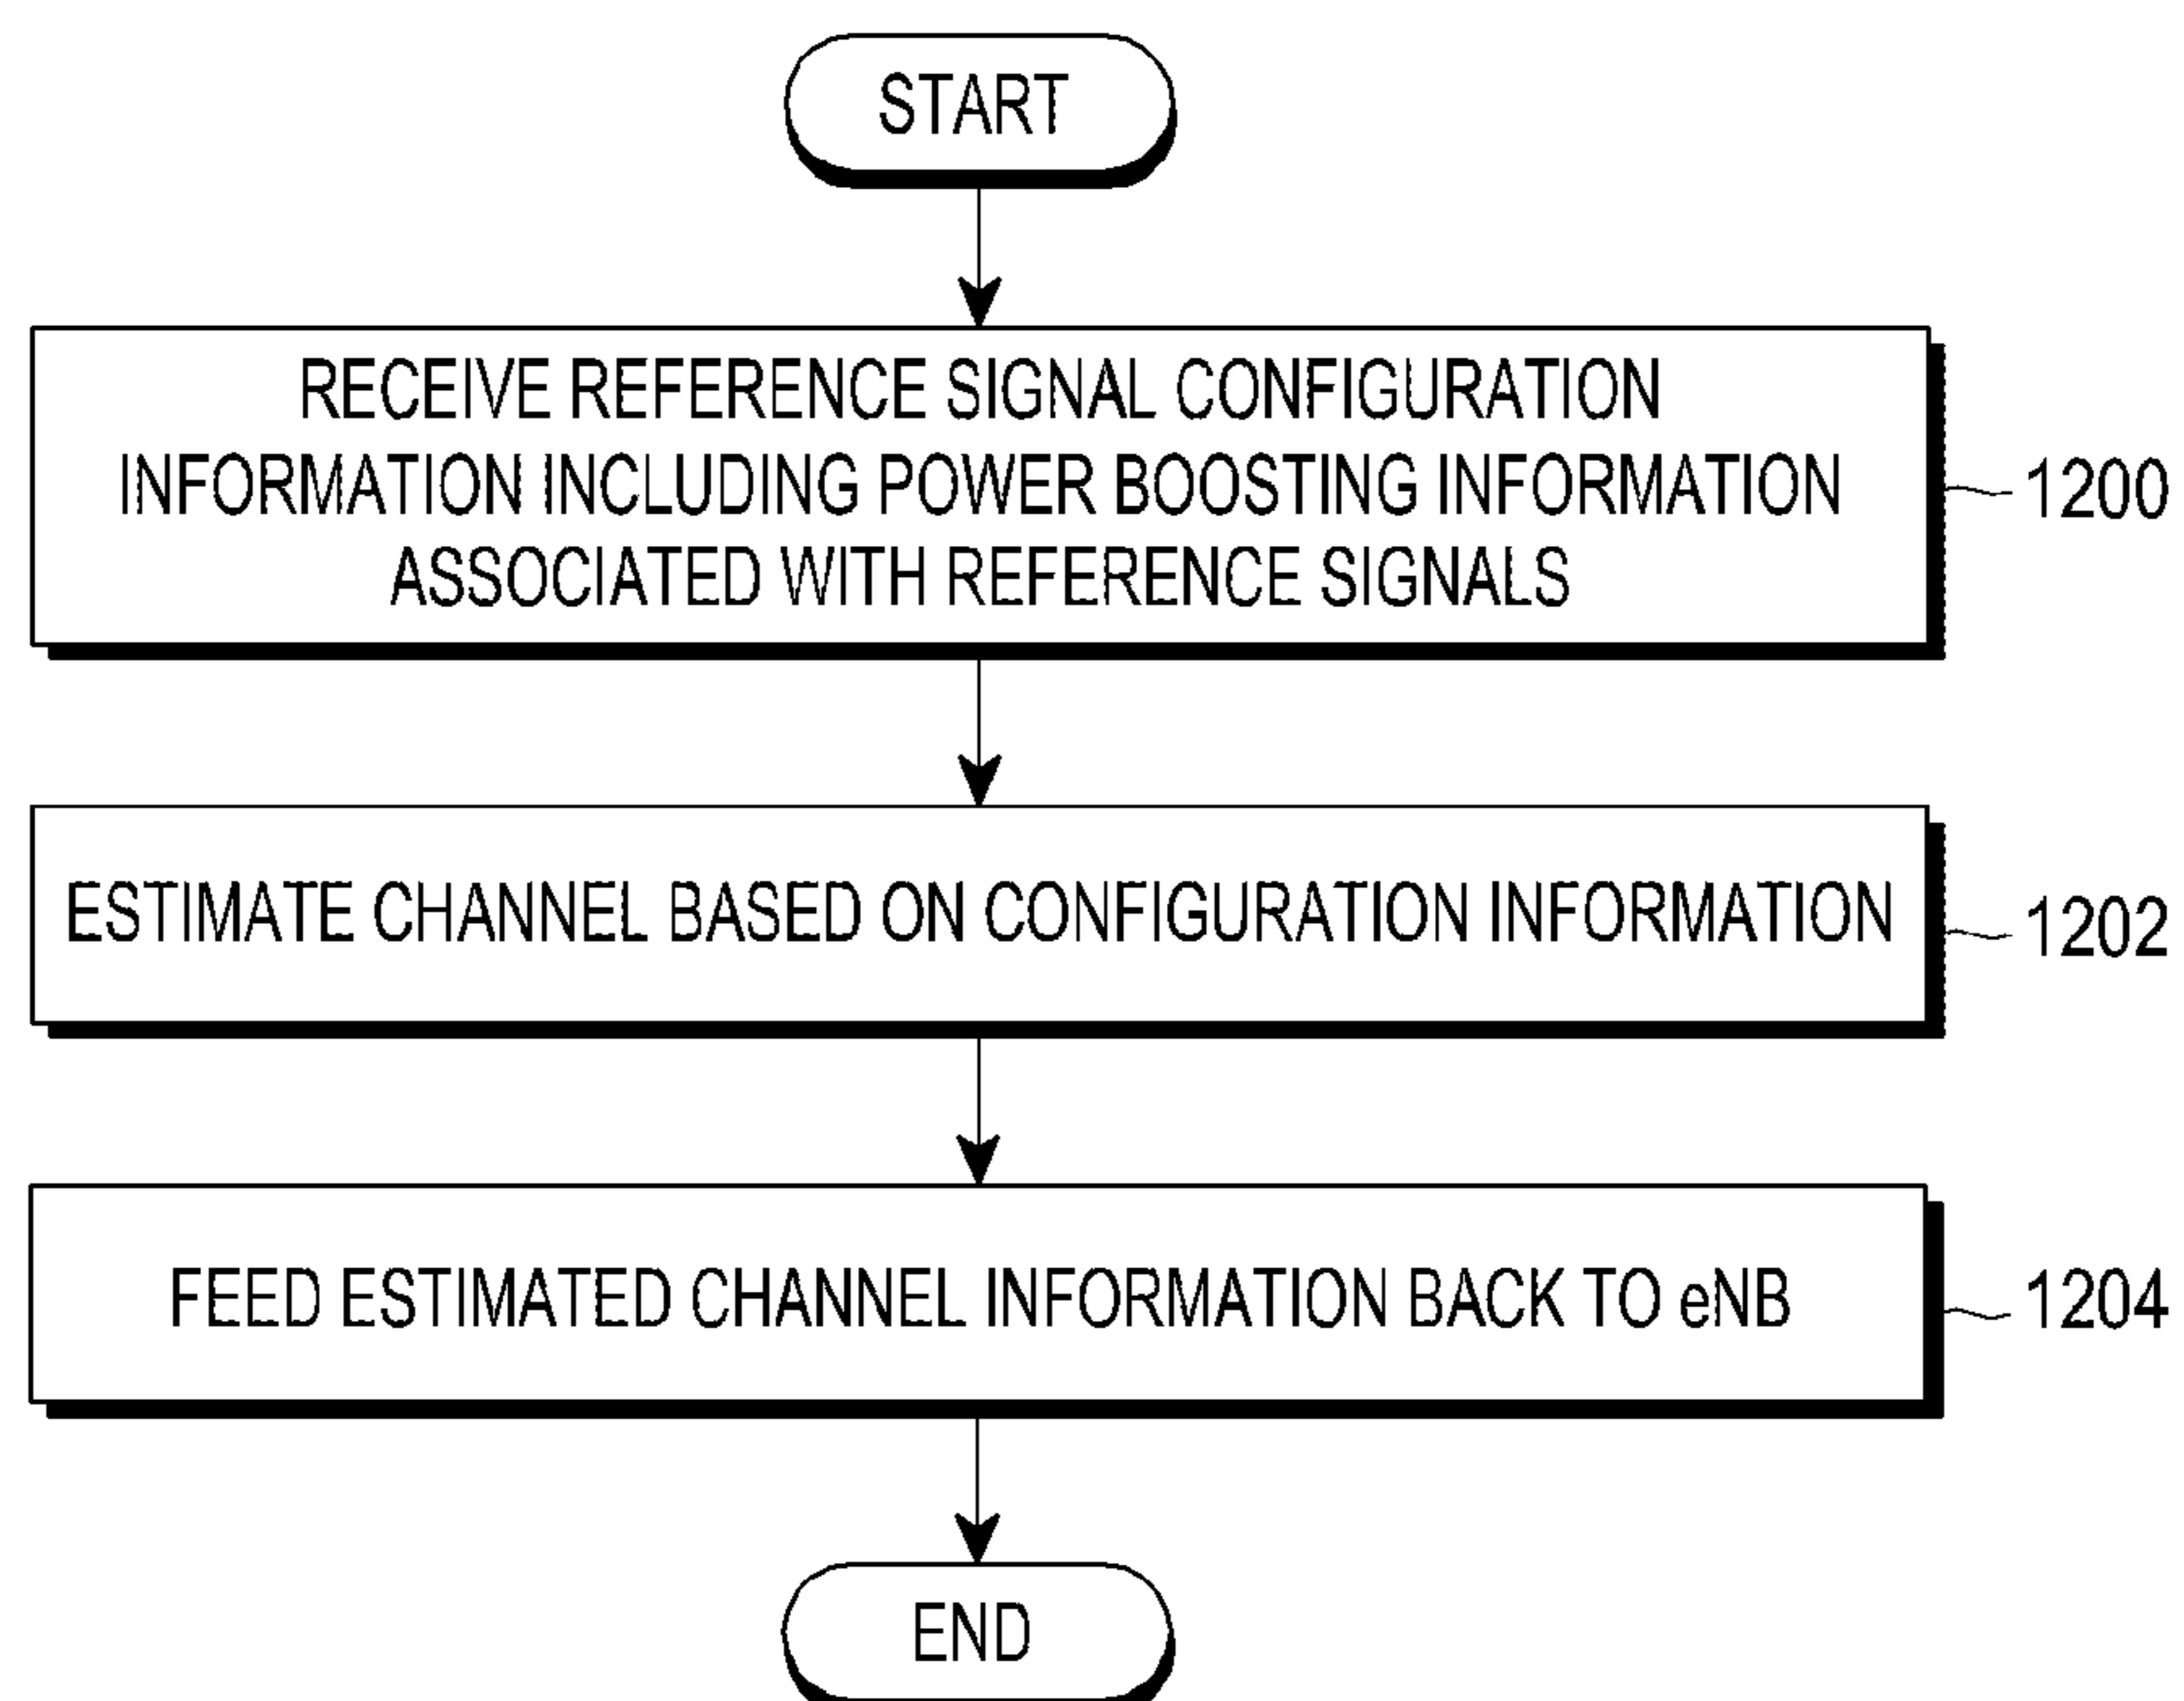 START
RECEIVE REFERENCE SIGNAL CONFIGURATION
INFORMATION INCLUDING POWER BOOSTING INFORMATION
ASSOCIATED WITH REFERENCE SIGNALS
1200
ESTIMATE CHANNEL BASED ON CONFIGURATION INFORMATION
1202
FEED ESTIMATED CHANNEL INFORMATION BACK TO eNB
1204
END